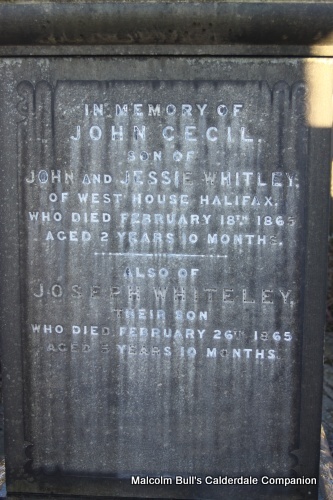 IN MEMORY OF
JOHN CECIL,
SON OF
JOHN AND JESSIE WHITLEY,
OF WEST HOUSE HALIFAX,
WHO DIED FEBRUARY 18TH 1865
AGED 2 YEARS 10 MONTHS.
ALSO OF
JOSEPH WHITELEY,
THEIR SON
WHO DIED FEBRUARY 26TH 1865
AGED 5 YEARS 10 MONTHS.
Malcolm Bull's Calderdale Companion